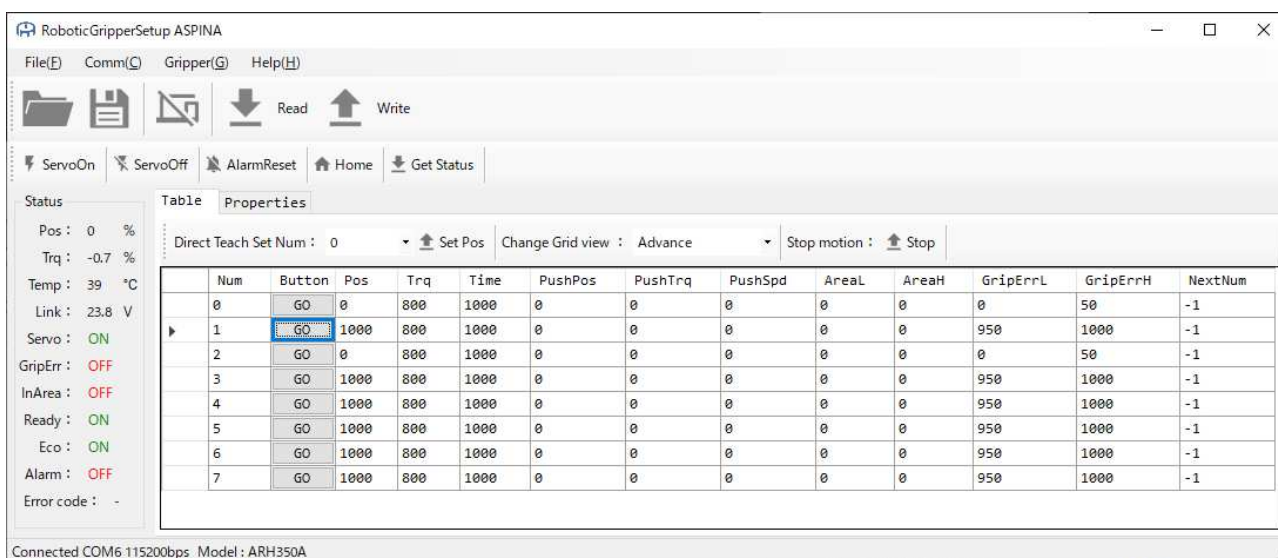 RoboticGripperSetup ASPINA
File(F) Comm(C) Gripper(G) Help(H)
Read Write
ServoOn ServoOff AlarmReset Home Get Status
Status
Pos : 0 %
Trq : -0.7 %
Temp : 39 °C
Link : 23.8 V
Servo : ON
GripErr : OFF
InArea : OFF
Ready : ON
Eco : ON
Alarm : OFF
Error code : -
Table Properties
Direct Teach Set Num : 0 Set Pos Change Grid view : Advance Stop motion : Stop
Num Button Pos Trq Time PushPos PushTrq PushSpd AreaL AreaH GripErrL GripErrH NextNum
0 GO 0 800 1000 0 0 0 0 0 0 50 -1
1 GO 1000 800 1000 0 0 0 0 0 950 1000 -1
2 GO 0 800 1000 0 0 0 0 0 0 50 -1
3 GO 1000 800 1000 0 0 0 0 0 950 1000 -1
4 GO 1000 800 1000 0 0 0 0 0 950 1000 -1
5 GO 1000 800 1000 0 0 0 0 0 950 1000 -1
6 GO 1000 800 1000 0 0 0 0 0 950 1000 -1
7 GO 1000 800 1000 0 0 0 0 0 950 1000 -1
Connected COM6 115200bps Model : ARH350A